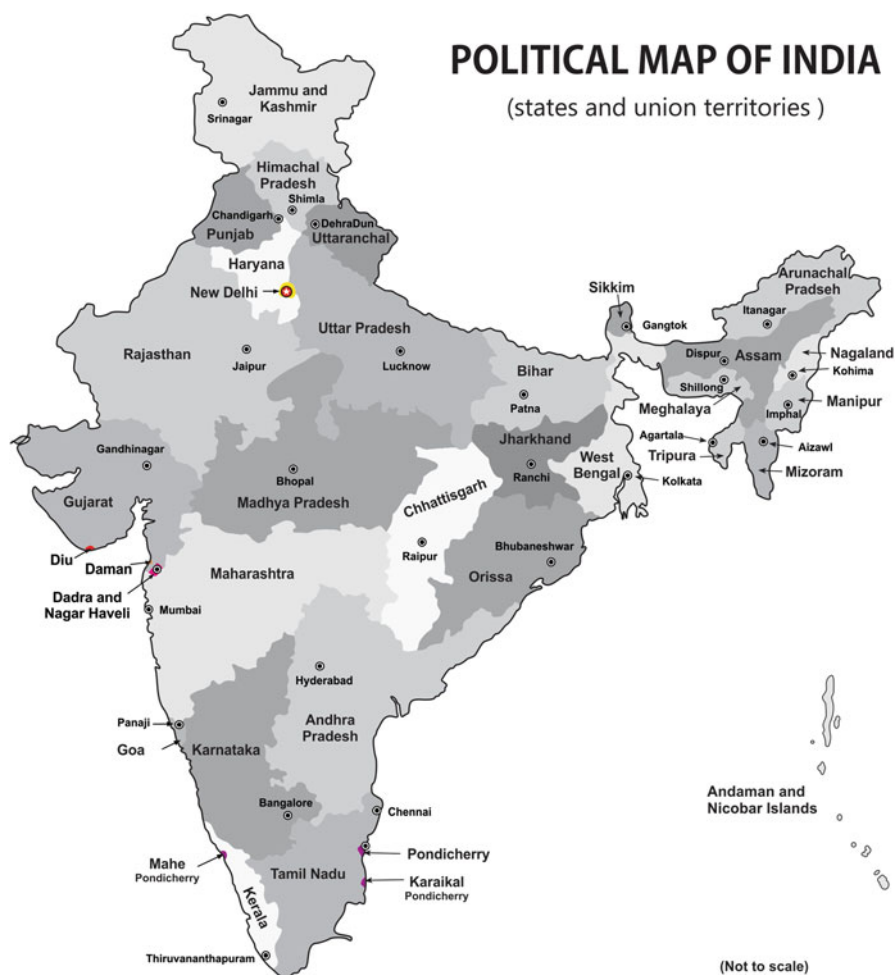 POLITICAL MAP OF INDIA
(states and union territories )
Jammu and
Kashmir
Srinagar
Himachal
Pradesh
Shimla
Chandigarh
Punjab
DehraDun
Uttaranchal
Haryana
New Delhi
Rajasthan
Jaipur
Uttar Pradesh
Lucknow
Bihar
Patna
Sikkim
Gangtok
Arunachal
Pradseh
Itanagar
Dispur
Assam
Nagaland
Kohima
Shillong
Meghalaya
Manipur
Imphal
Agartala
Tripura
Aizawl
Mizoram
Jharkhand
Ranchi
West
Bengal
Kolkata
Gandhinagar
Gujarat
Bhopal
Madhya Pradesh
Chhattisgarh
Raipur
Bhubaneshwar
Orissa
Diu
Daman
Dadra and
Nagar Haveli
Maharashtra
Mumbai
Hyderabad
Andhra
Pradesh
Panaji
Goa
Karnataka
Bangalore
Chennai
Andaman and
Nicobar Islands
Mahe
Pondicherry
Pondicherry
Tamil Nadu
Karaikal
Pondicherry
Kerala
Thiruvananthapuram
(Not to scale)